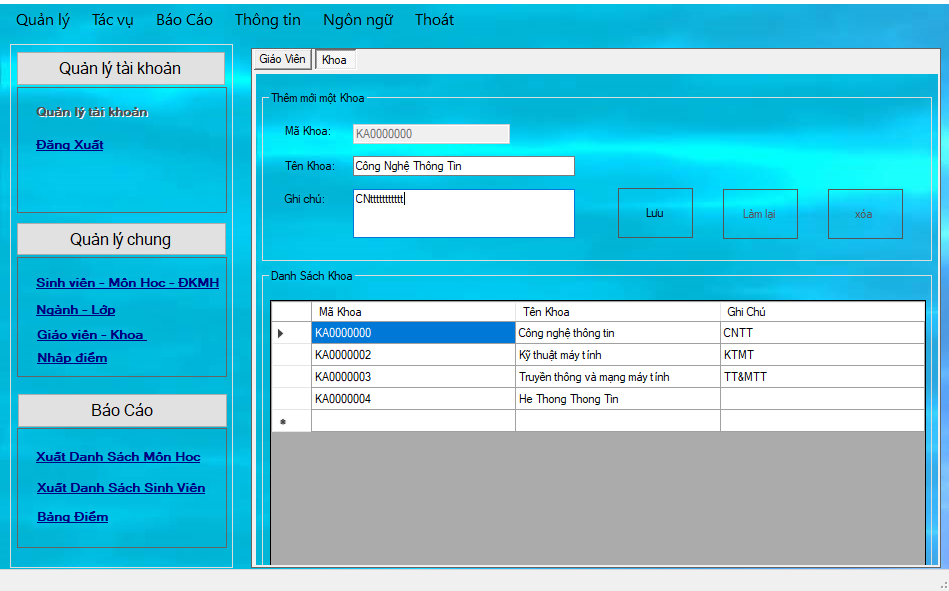 Quản lý Tác vụ Báo Cáo Thông tin Ngôn ngữ Thoát
Quản lý tài khoản
Quản lý tài khoản
Đăng Xuất
Quản lý chung
Sinh viên - Môn Học - ĐKMH
Ngành - Lớp
Giáo viên - Khoa
Nhập điểm
Báo Cáo
Xuất Danh Sách Môn Học
Xuất Danh Sách Sinh Viên
Bảng Điểm
Giáo Viên Khoa
Thêm mới một Khoa
Mã Khoa: KA0000000
Tên Khoa: Công Nghệ Thông Tin
Ghi chú: CNttttttttttt
Lưu Làm lại xóa
Danh Sách Khoa
Mã Khoa Tên Khoa Ghi Chú
KA0000000 Công nghệ thông tin CNTT
KA0000002 Kỹ thuật máy tính KTMT
KA0000003 Truyền thông và mạng máy tính TT&MTT
KA0000004 He Thong Thong Tin